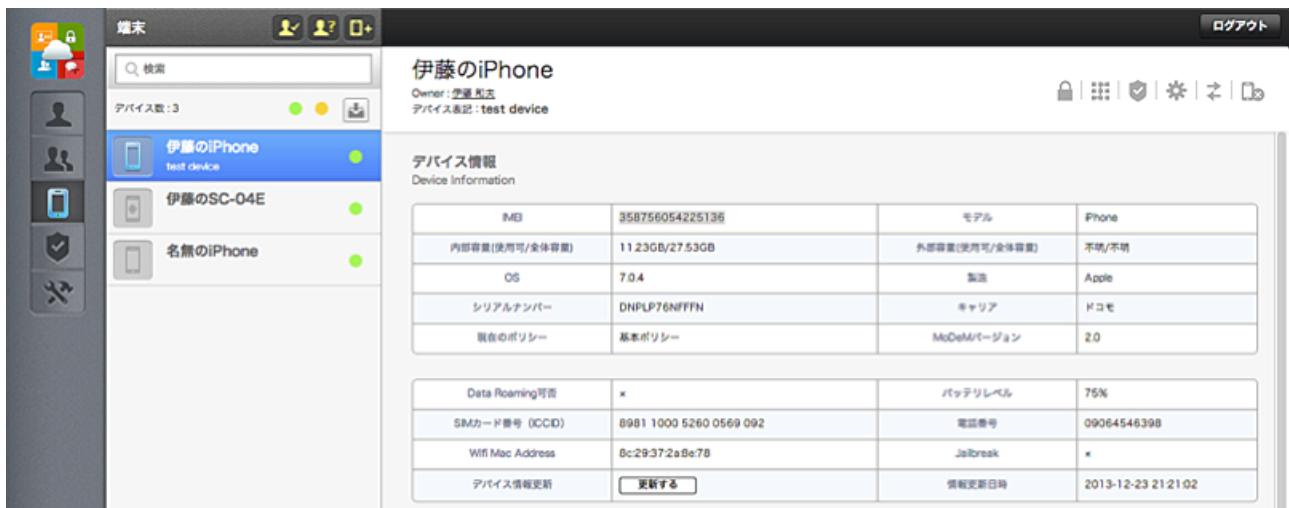 端末
ログアウト
検索
デバイス数:3
伊藤のiPhone
test device
伊藤のSC-04E
名無のiPhone
伊藤のiPhone
Owner : 伊藤 和太
デバイス表記 : test device
デバイス情報
Device Information
IMEI 358756054225136 モデル iPhone
内部容量(使用可/全体容量) 11.23GB/27.53GB 外部容量(使用可/全体容量) 不明/不明
OS 7.0.4 製造 Apple
シリアルナンバー DNPLP76NFFFN キャリア ドコモ
現在のポリシー 基本ポリシー MoDeMバージョン 2.0
Data Roaming可否 × バッテリレベル 75%
SIMカード番号 (ICCID) 8981 1000 5260 0569 092 電話番号 09064546398
Wifi Mac Address 8c:29:37:2a:8e:78 Jailbreak ×
デバイス情報更新 更新する 情報更新日時 2013-12-23 21:21:02